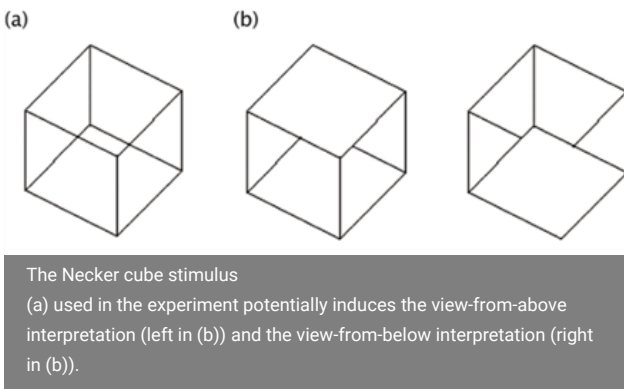 (a)
(b)
The Necker cube stimulus
(a) used in the experiment potentially induces the view-from-above
interpretation (left in (b)) and the view-from-below interpretation (right
in (b)).